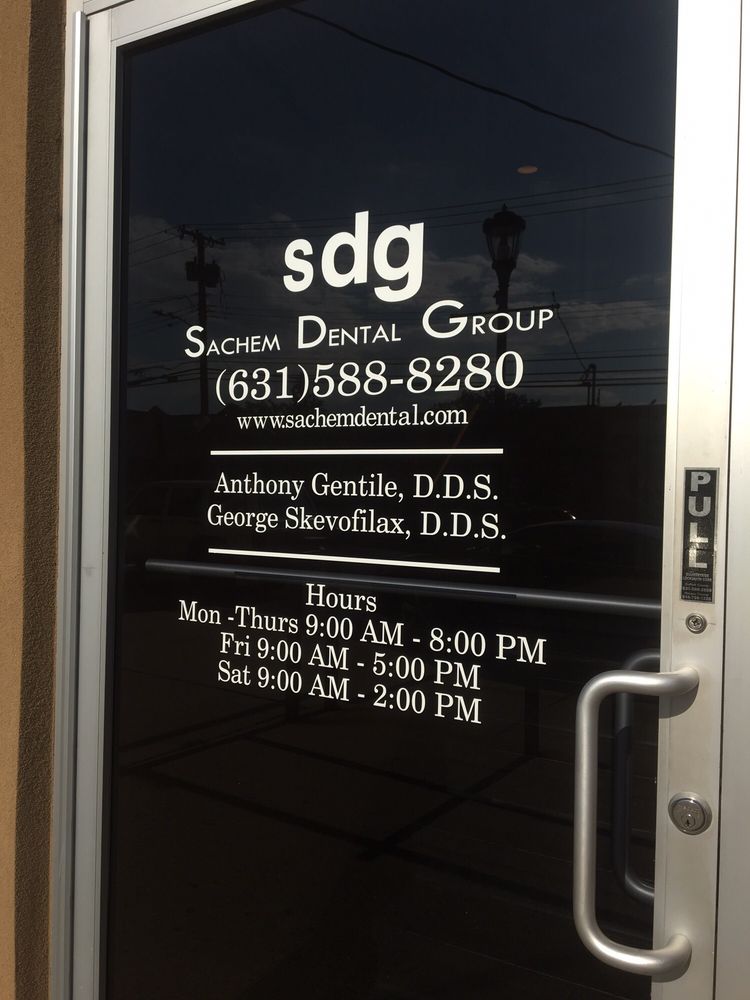 sdg
SACHEM DENTAL GROUP
(631)588-8280
www.sachemdental.com
Anthony Gentile, D.D.S.
George Skevofilax, D.D.S.
Hours
Mon -Thurs 9:00 AM - 8:00 PM
Fri 9:00 AM - 5:00 PM
Sat 9:00 AM - 2:00 PM
PULL